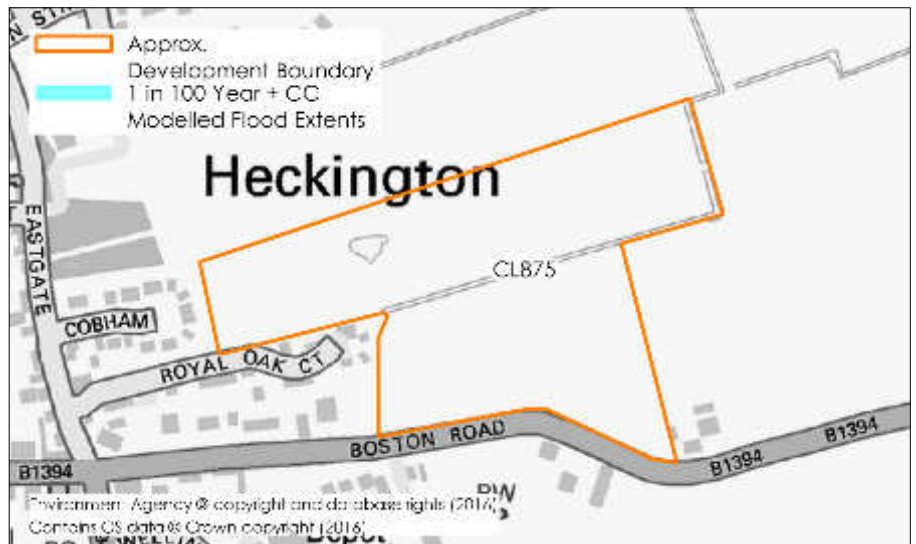 Approx.
Development Boundary
1 in 100 Year + CC
Modelled Flood Extents
Heckington
CL875
EASTGATE
COBHAM
ROYAL OAK CT
BOSTON ROAD
B1394
B1394
B1394
PW
Environment Agency © copyright and database rights (2016)
Contains OS data © Crown copyright (2016)
Depot